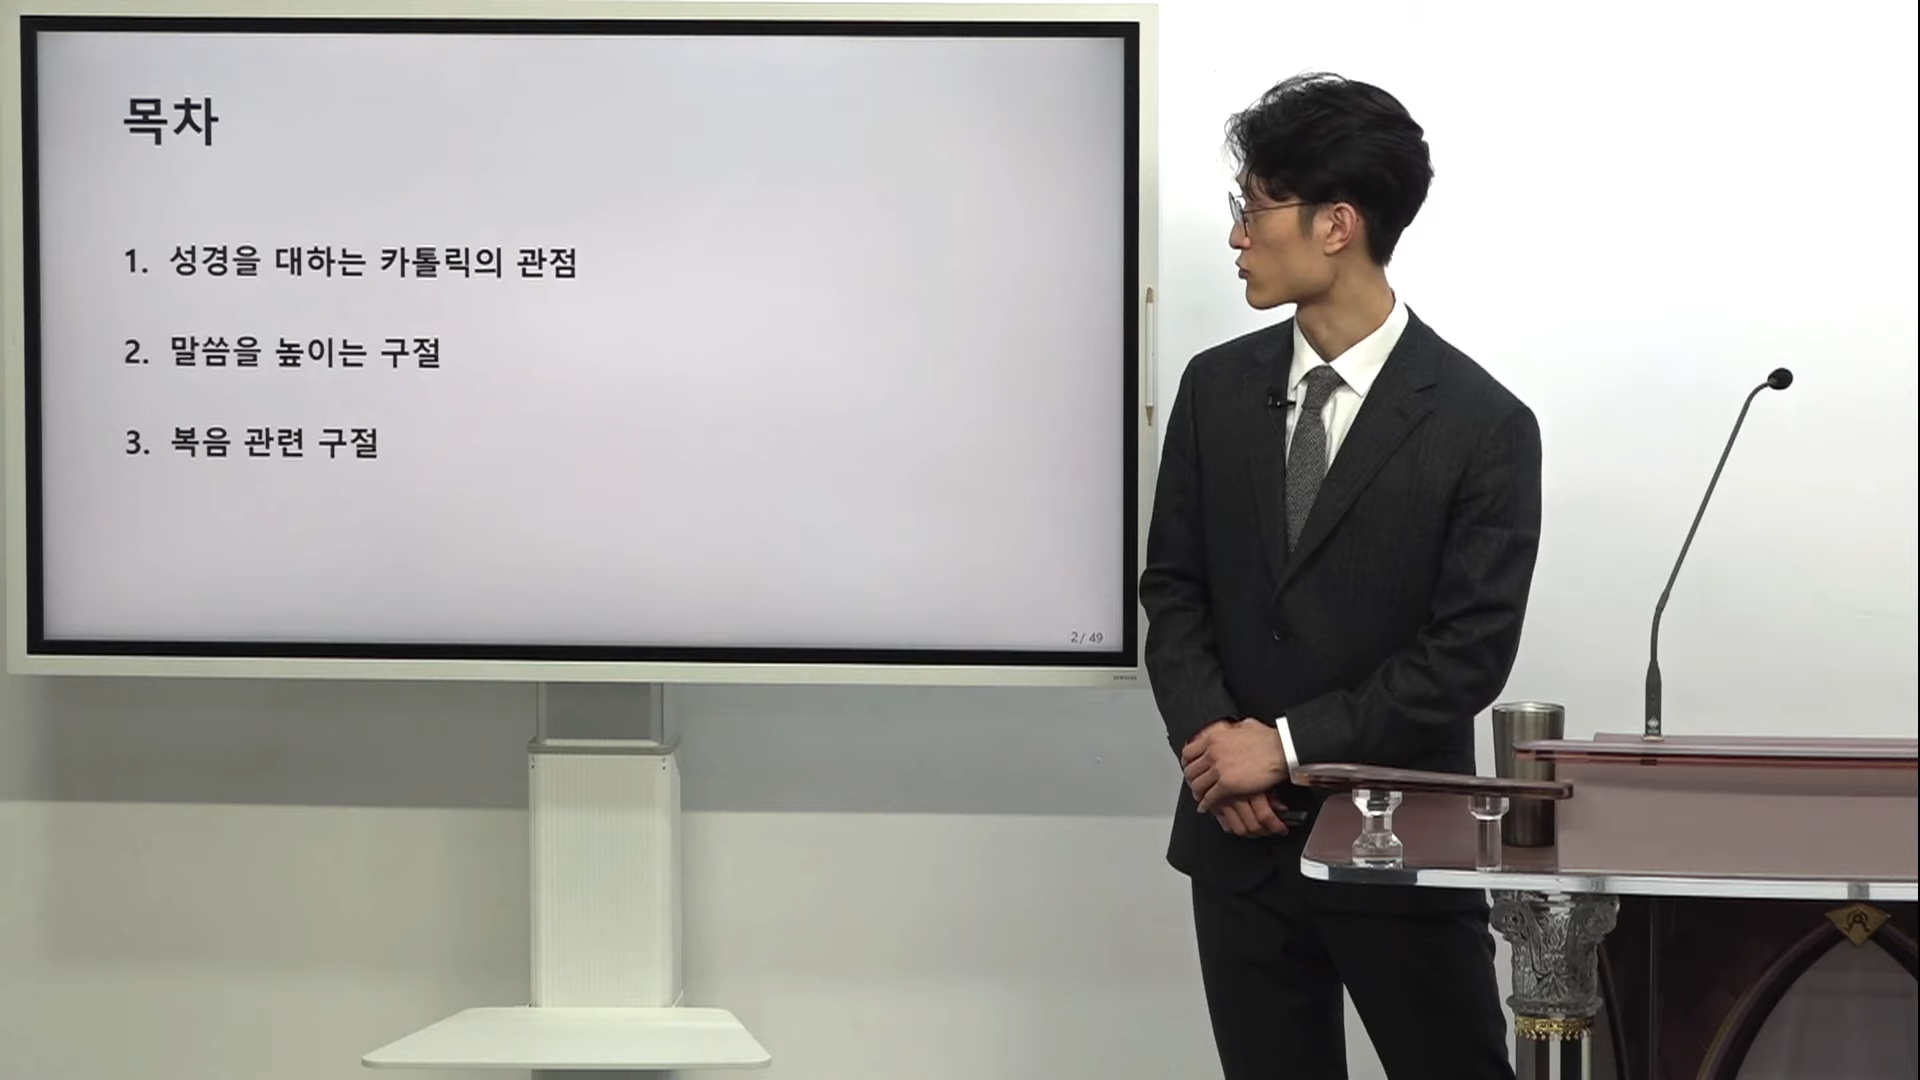 목차
1. 성경을 대하는 카톨릭의 관점
2. 말씀을 높이는 구절
3. 복음 관련 구절
2 / 49
SAMSUNG